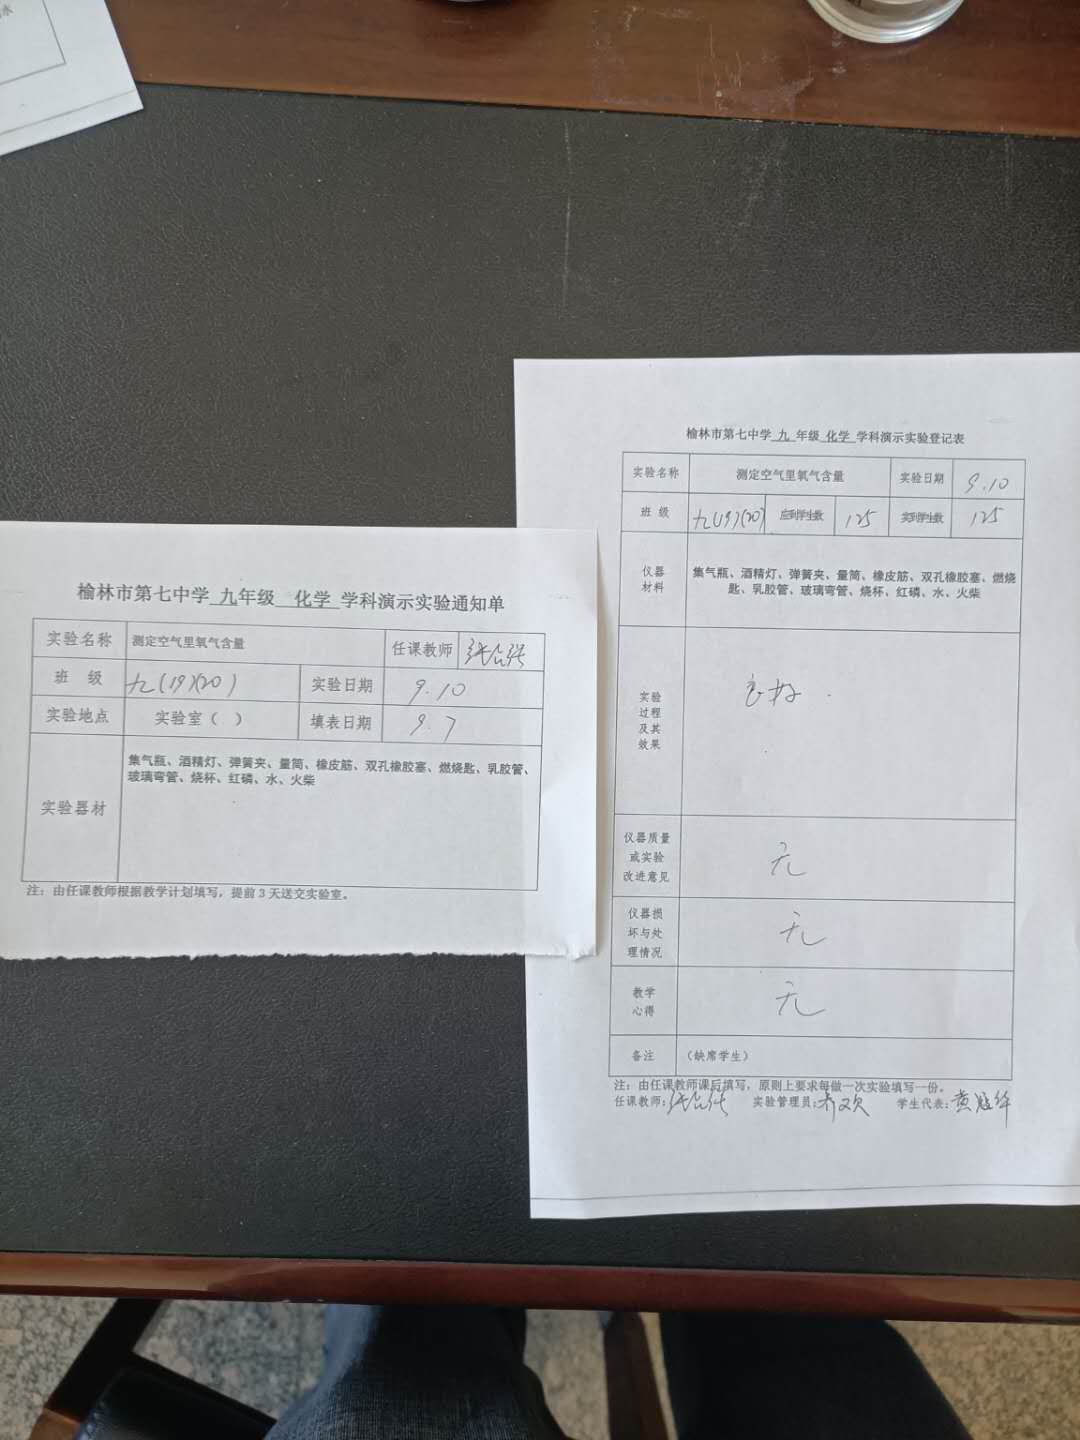 水
榆林市第七中学 九年级 化学 学科演示实验通知单
实验名称 测定空气里氧气含量 任课教师
班 级 九(19)(20) 实验日期 9.10
实验地点 实验室（ ） 填表日期 9.7
实验器材
集气瓶、酒精灯、弹簧夹、量筒、橡皮筋、双孔橡胶塞、燃烧匙、乳胶管、
玻璃弯管、烧杯、红磷、水、火柴
注：由任课教师根据教学计划填写，提前3天送交实验室。
榆林市第七中学 九 年级 化学 学科演示实验登记表
实验名称 测定空气里氧气含量 实验日期 9.10
班 级 九(19)(20) 应到学生数 125 实到学生数 125
仪器
材料
集气瓶、酒精灯、弹簧夹、量筒、橡皮筋、双孔橡胶塞、燃烧
匙、乳胶管、玻璃弯管、烧杯、红磷、水、火柴
实验
过程
及其
效果
良好.
仪器质量
或实验
改进意见
无
仪器损
坏与处
理情况
无
教学
心得
无
备注 （缺席学生）
注：由任课教师课后填写，原则上要求每做一次实验填写一份。
任课教师： 实验管理员： 学生代表：